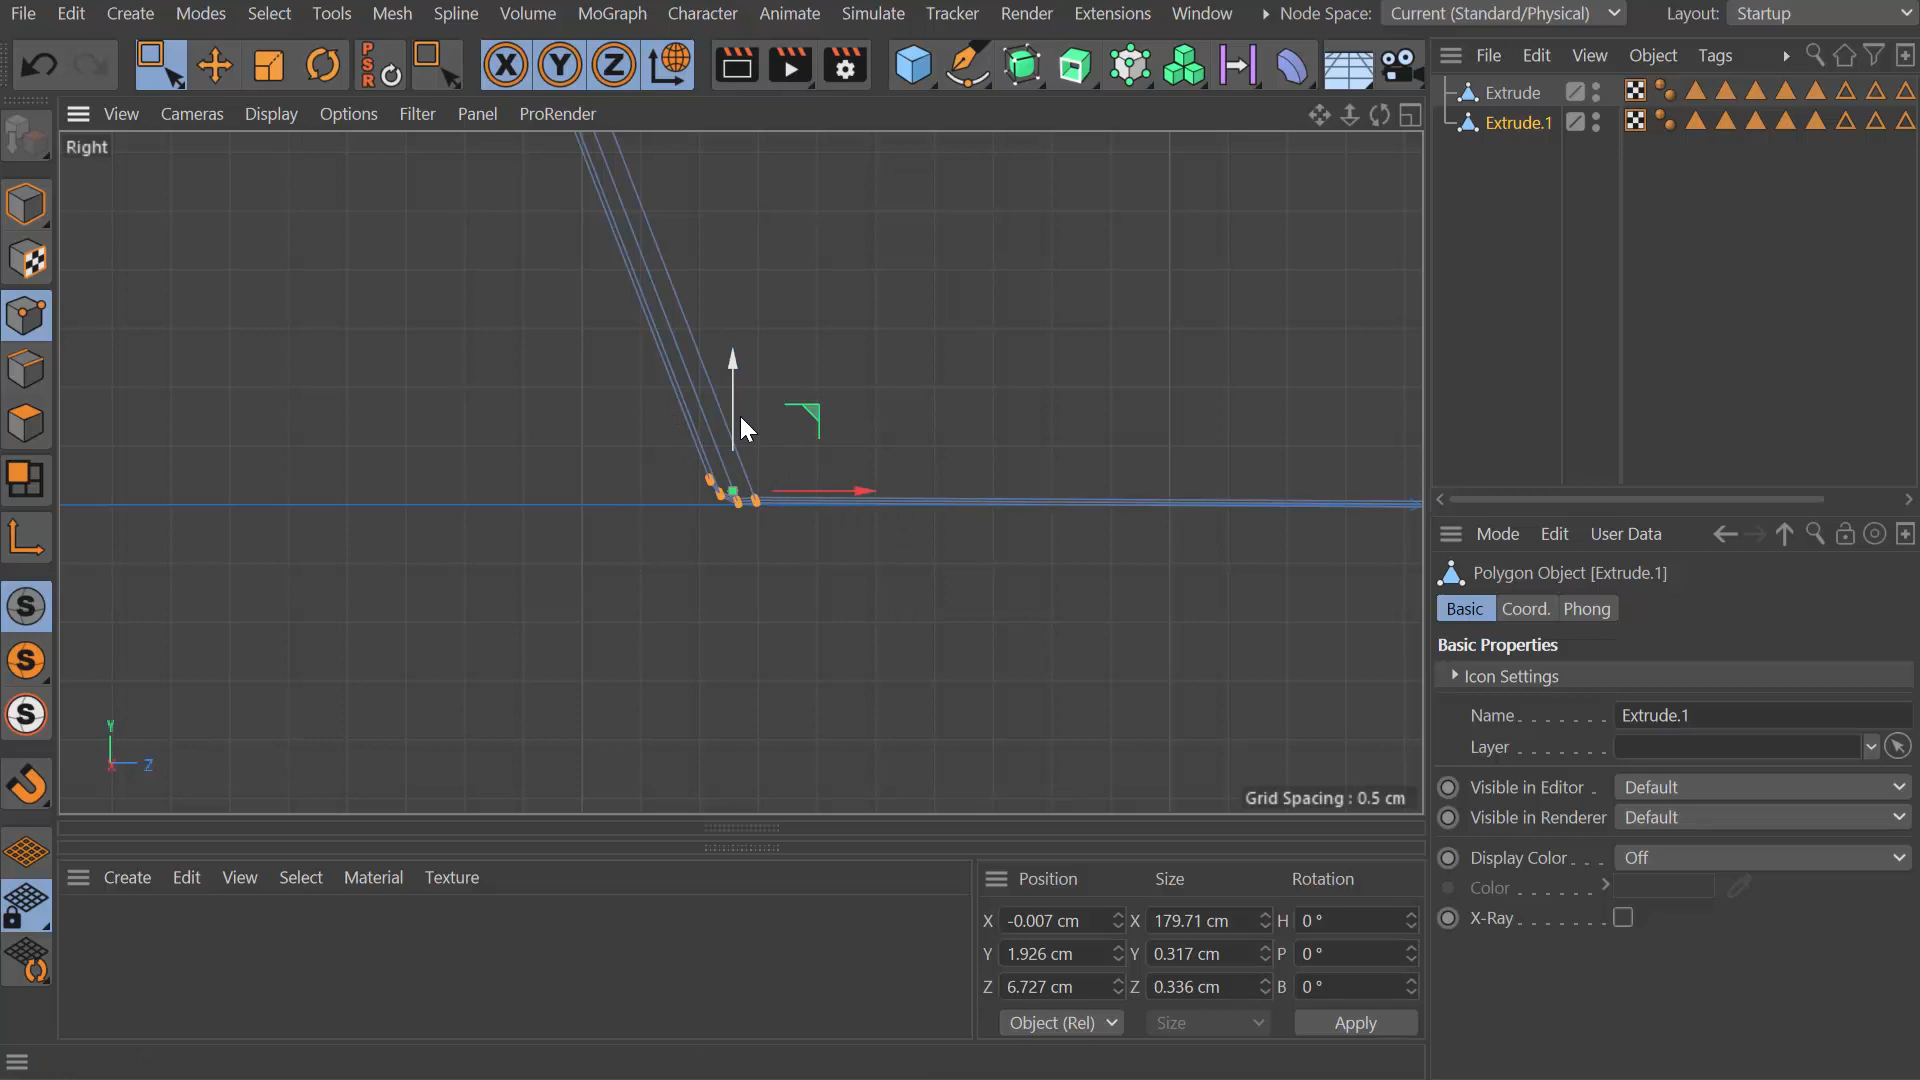 File Edit Create Modes Select Tools Mesh Spline Volume MoGraph Character Animate Simulate Tracker Render Extensions Window Node Space: Current (Standard/Physical) Layout: Startup
PSR X Y Z
File Edit View Object Tags
View Cameras Display Options Filter Panel ProRender
Extrude
Extrude.1
Right
Mode Edit User Data
Polygon Object [Extrude.1]
Basic Coord. Phong
Basic Properties
Icon Settings
Name Extrude.1
Layer
Visible in Editor Default
Visible in Renderer Default
Display Color Off
Color
X-Ray
S
S
S
Y
X Z
Grid Spacing : 0.5 cm
Create Edit View Select Material Texture
Position Size Rotation
X -0.007 cm X 179.71 cm H 0 °
Y 1.926 cm Y 0.317 cm P 0 °
Z 6.727 cm Z 0.336 cm B 0 °
Object (Rel) Size Apply